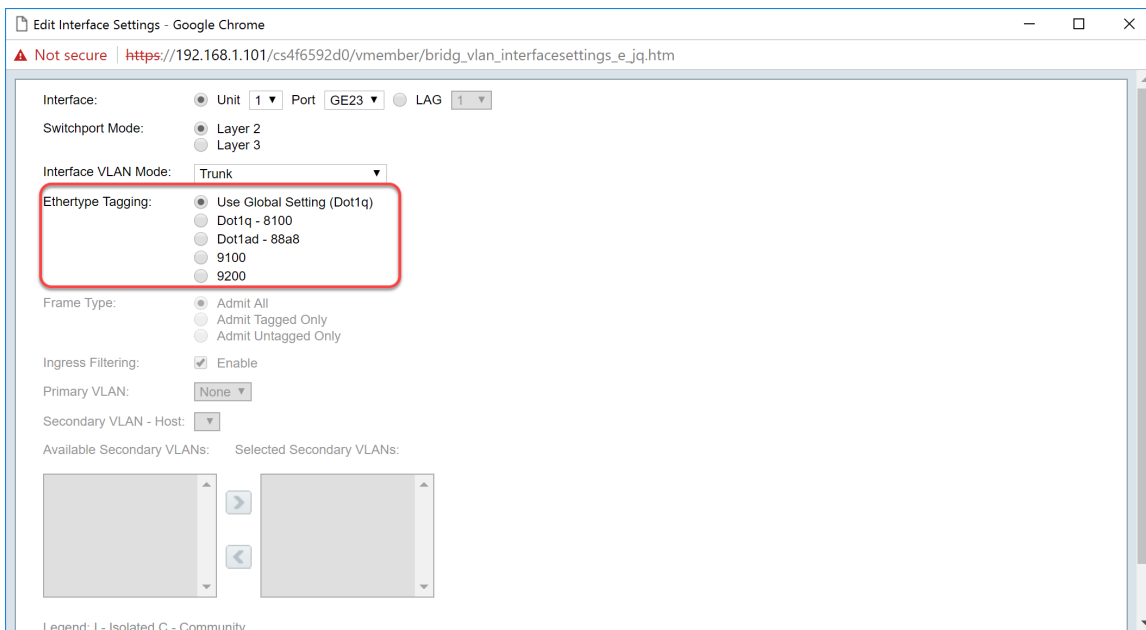 Edit Interface Settings - Google Chrome
Not secure https://192.168.1.101/cs4f6592d0/vmember/bridg_vlan_interfacesettings_e_jq.htm
Interface: Unit 1 Port GE23 LAG 1
Switchport Mode: Layer 2
Layer 3
Interface VLAN Mode: Trunk
Ethertype Tagging: Use Global Setting (Dot1q)
Dot1q - 8100
Dot1ad - 88a8
9100
9200
Frame Type: Admit All
Admit Tagged Only
Admit Untagged Only
Ingress Filtering: Enable
Primary VLAN: None
Secondary VLAN - Host:
Available Secondary VLANs: Selected Secondary VLANs:
Legend: I - Isolated C - Community